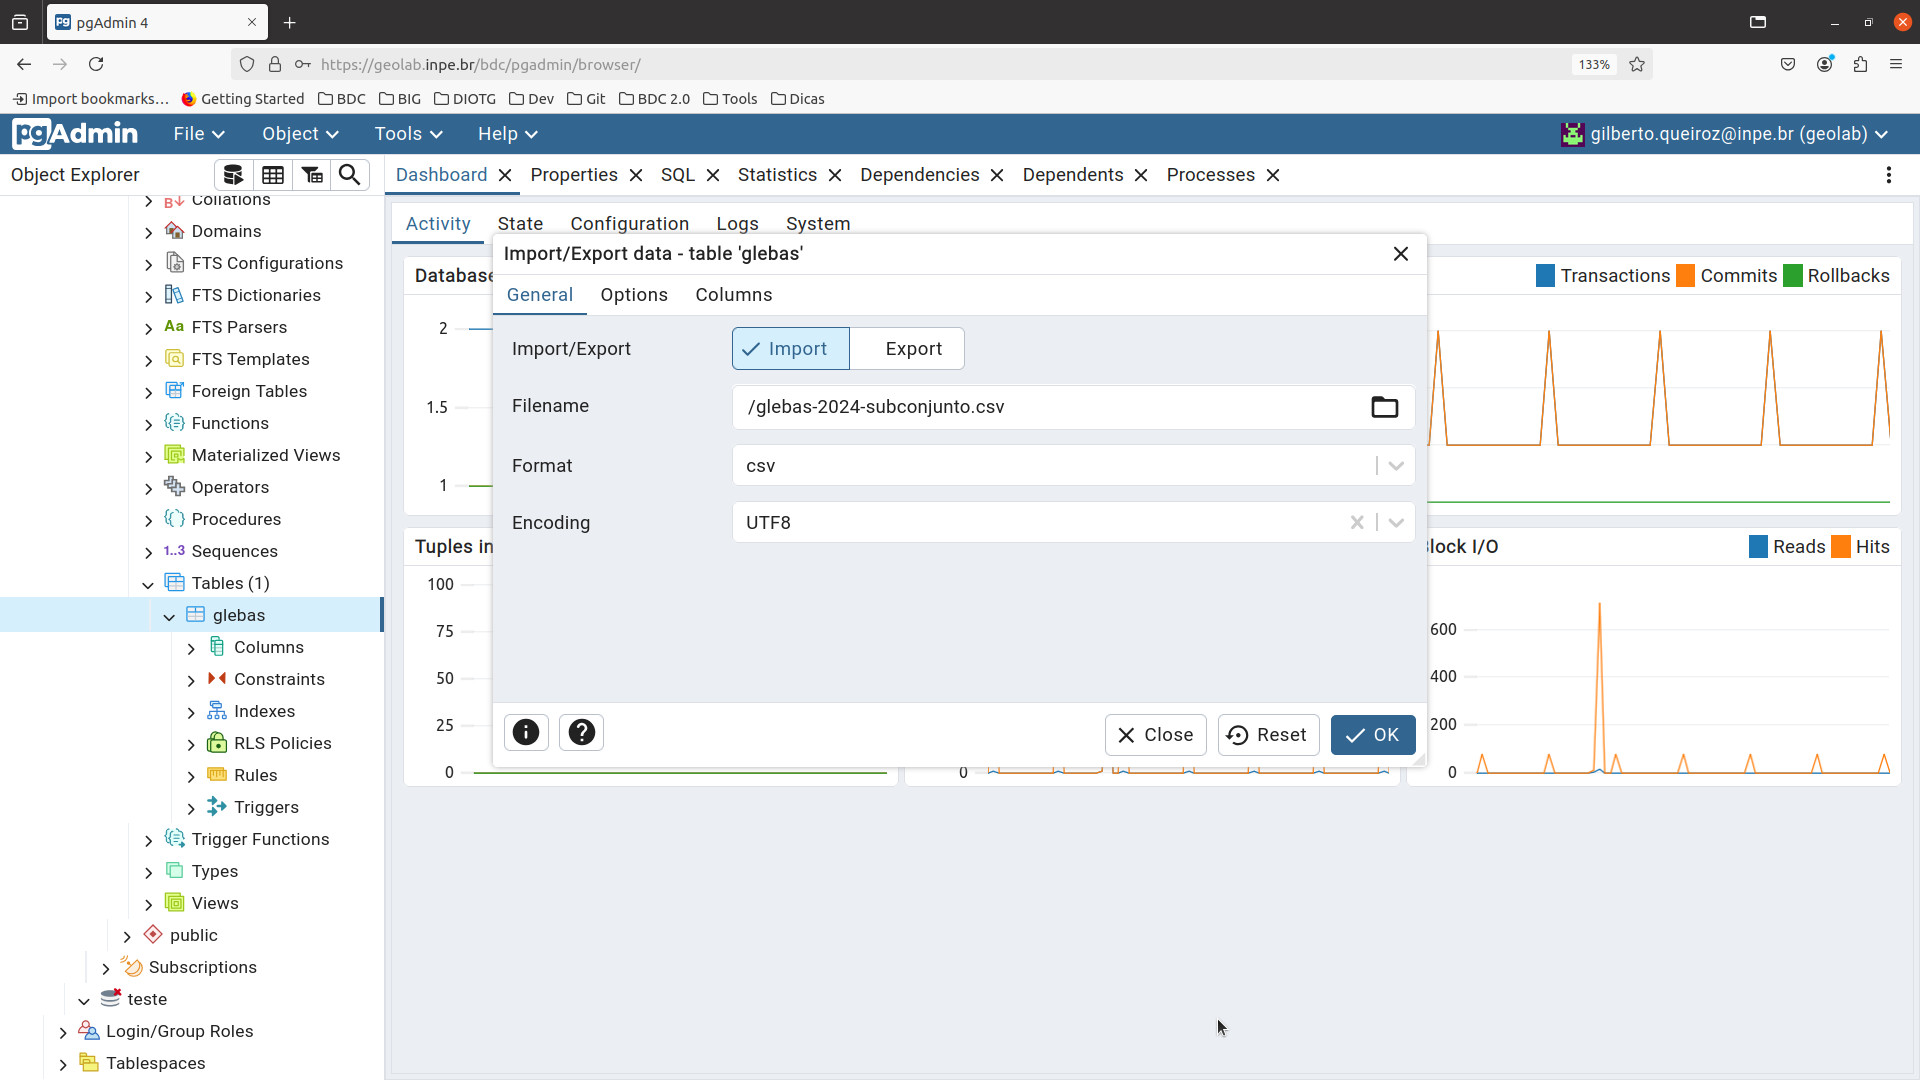 pgAdmin 4
https://geolab.inpe.br/bdc/pgadmin/browser/
133%
Import bookmarks… Getting Started BDC BIG DIOTG Dev Git BDC 2.0 Tools Dicas
pgAdmin File Object Tools Help gilberto.queiroz@inpe.br (geolab)
Object Explorer
Dashboard Properties SQL Statistics Dependencies Dependents Processes
Collations
Domains
FTS Configurations
FTS Dictionaries
Aa FTS Parsers
FTS Templates
Foreign Tables
Functions
Materialized Views
Operators
Procedures
1..3 Sequences
Tables (1)
glebas
Columns
Constraints
Indexes
RLS Policies
Rules
Triggers
Trigger Functions
Types
Views
public
Subscriptions
teste
Login/Group Roles
Tablespaces
Activity State Configuration Logs System
Database
2
1.5
1
Transactions Commits Rollbacks
Import/Export data - table 'glebas'
General Options Columns
Import/Export Import Export
Filename /glebas-2024-subconjunto.csv
Format csv
Encoding UTF8
Close Reset OK
Tuples in
100
75
50
25
0
0
lock I/O Reads Hits
600
400
200
0